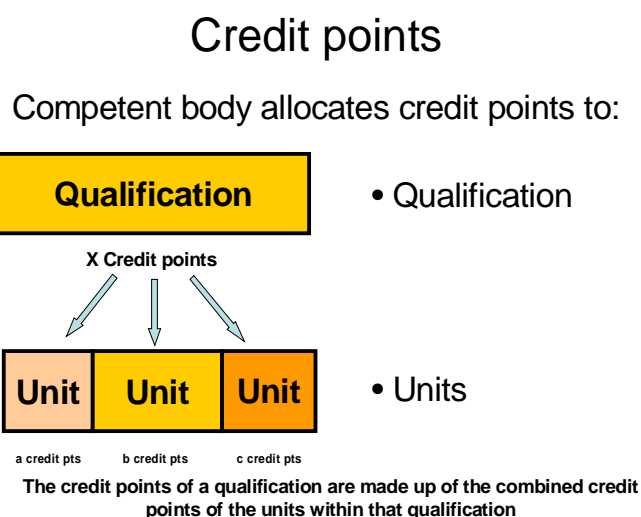 Credit points
Competent body allocates credit points to:
Qualification
• Qualification
X Credit points
Unit Unit Unit
• Units
a credit pts b credit pts c credit pts
The credit points of a qualification are made up of the combined credit
points of the units within that qualification